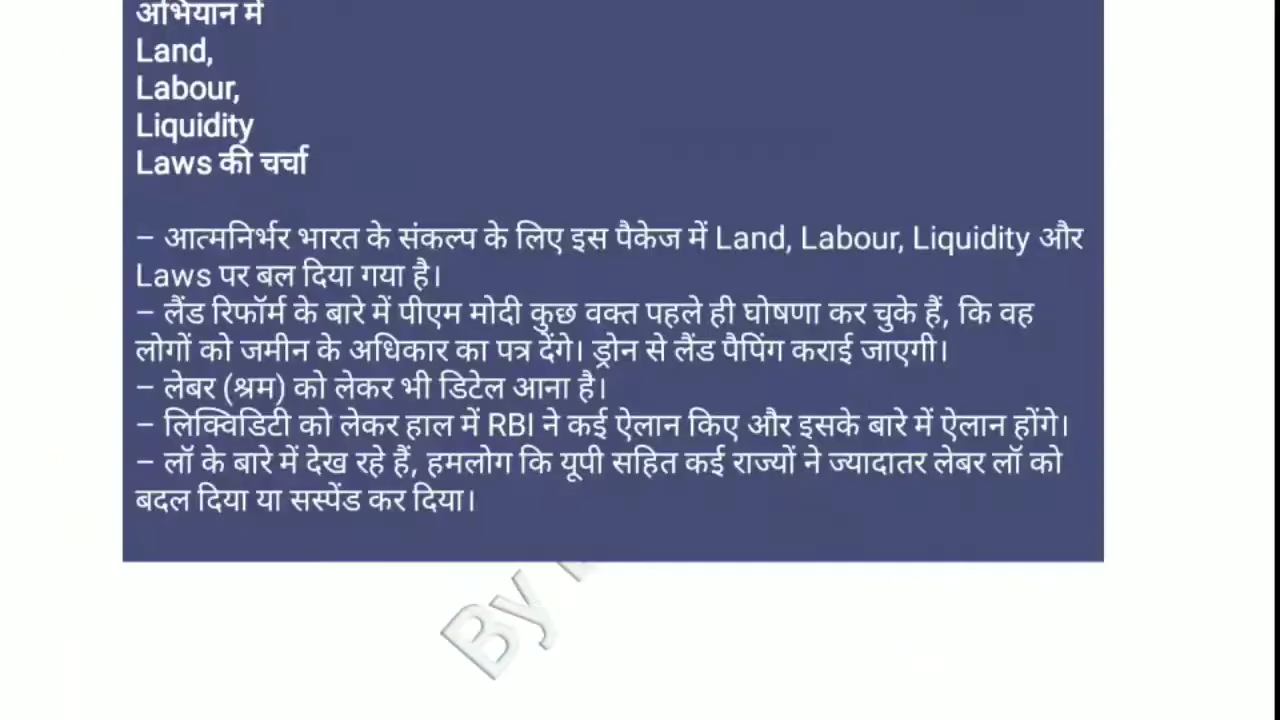 अभियान में
Land,
Labour,
Liquidity
Laws की चर्चा
– आत्मनिर्भर भारत के संकल्प के लिए इस पैकेज में Land, Labour, Liquidity और
Laws पर बल दिया गया है।
– लैंड रिफॉर्म के बारे में पीएम मोदी कुछ वक्त पहले ही घोषणा कर चुके हैं, कि वह
लोगों को जमीन के अधिकार का पत्र देंगे। ड्रोन से लैंड पैपिंग कराई जाएगी।
– लेबर (श्रम) को लेकर भी डिटेल आना है।
– लिक्विडिटी को लेकर हाल में RBI ने कई ऐलान किए और इसके बारे में ऐलान होंगे।
– लॉ के बारे में देख रहे हैं, हमलोग कि यूपी सहित कई राज्यों ने ज्यादातर लेबर लॉ को
बदल दिया या सस्पेंड कर दिया।
By